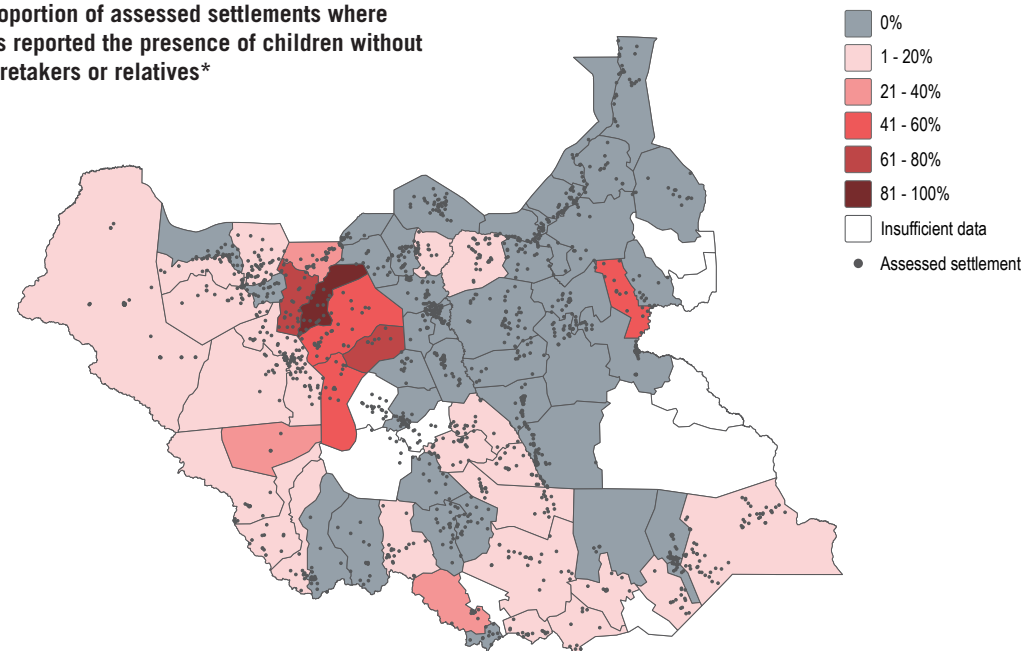 oportion of assessed settlements where
s reported the presence of children without
retakers or relatives*
0%
1 - 20%
21 - 40%
41 - 60%
61 - 80%
81 - 100%
Insufficient data
Assessed settlement